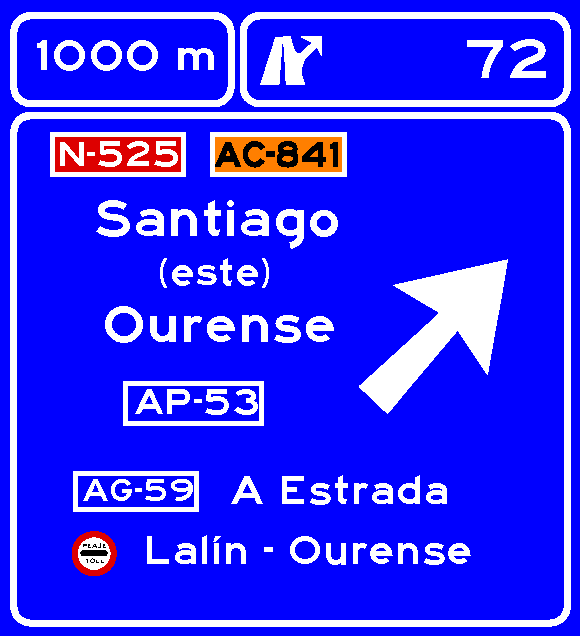 1000 m 72
N-525 AC-841
Santiago
(este)
Ourense
AP-53
AG-59 A Estrada
PEAJE
TOLL
Lalín - Ourense